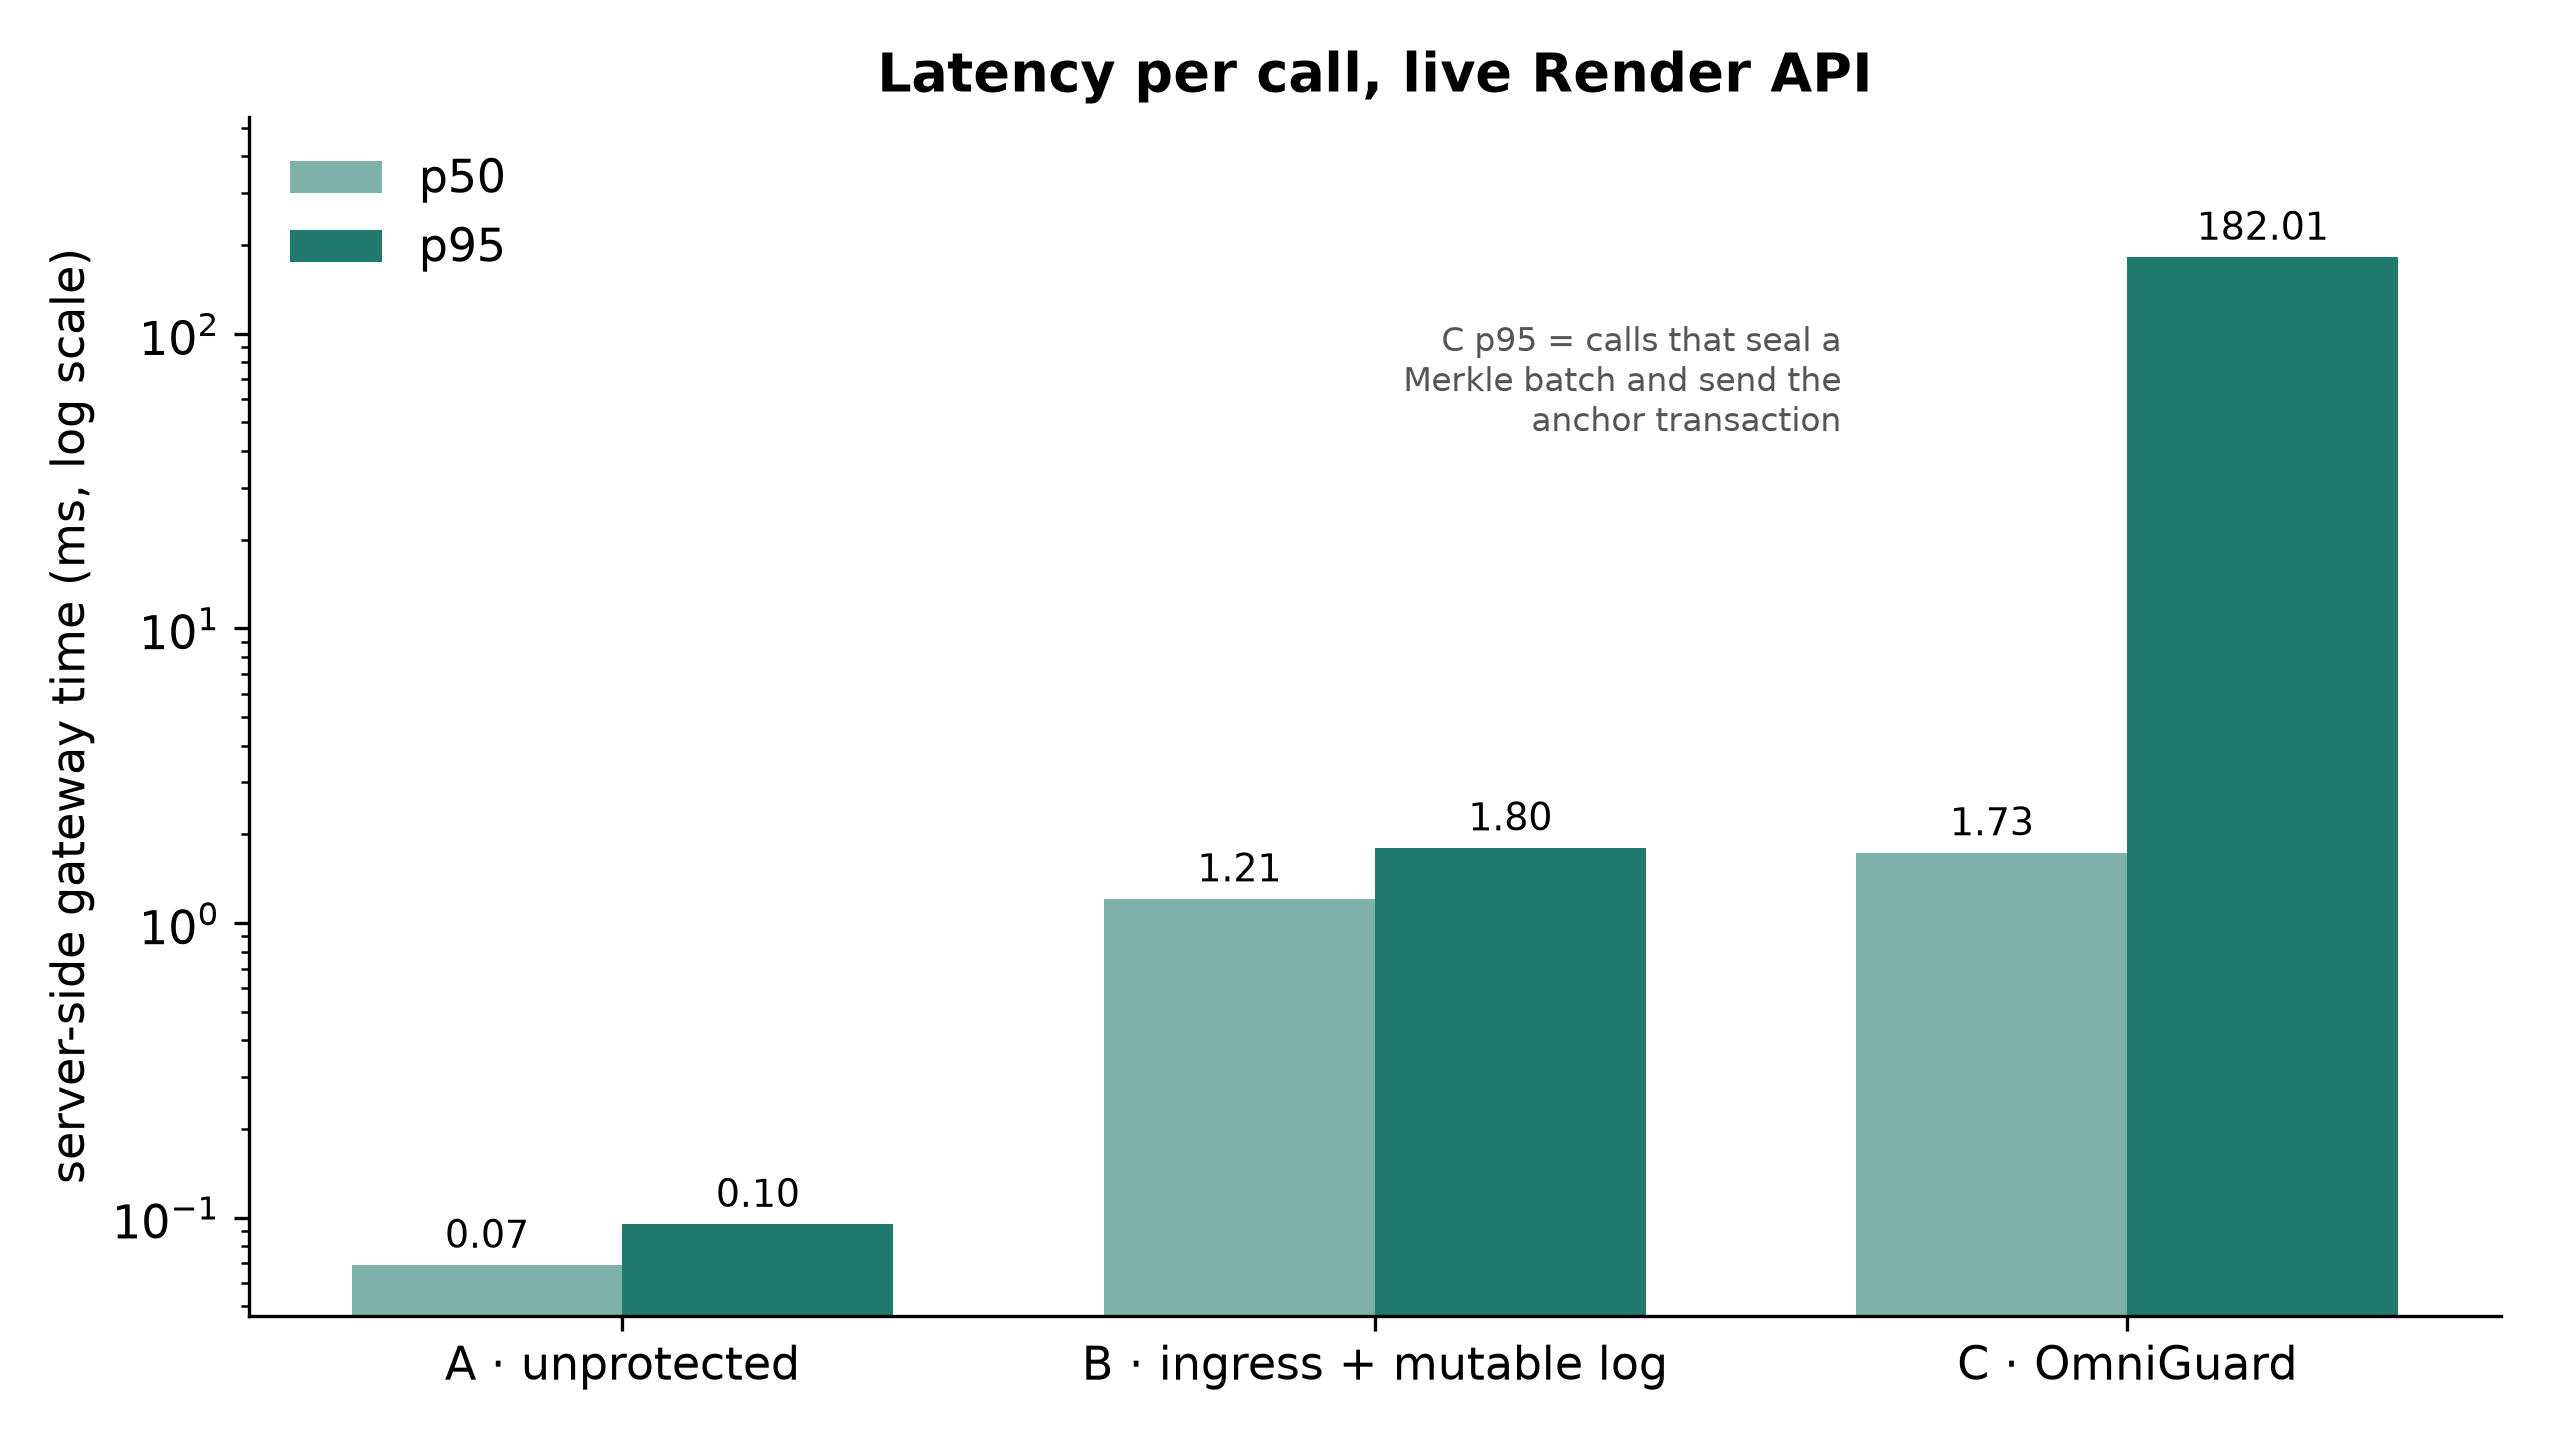 Latency per call, live Render API
p50
p95
server-side gateway time (ms, log scale)
10²
10¹
10⁰
10⁻¹
182.01
C p95 = calls that seal a
Merkle batch and send the
anchor transaction
1.80
1.73
1.21
0.10
0.07
A · unprotected
B · ingress + mutable log
C · OmniGuard